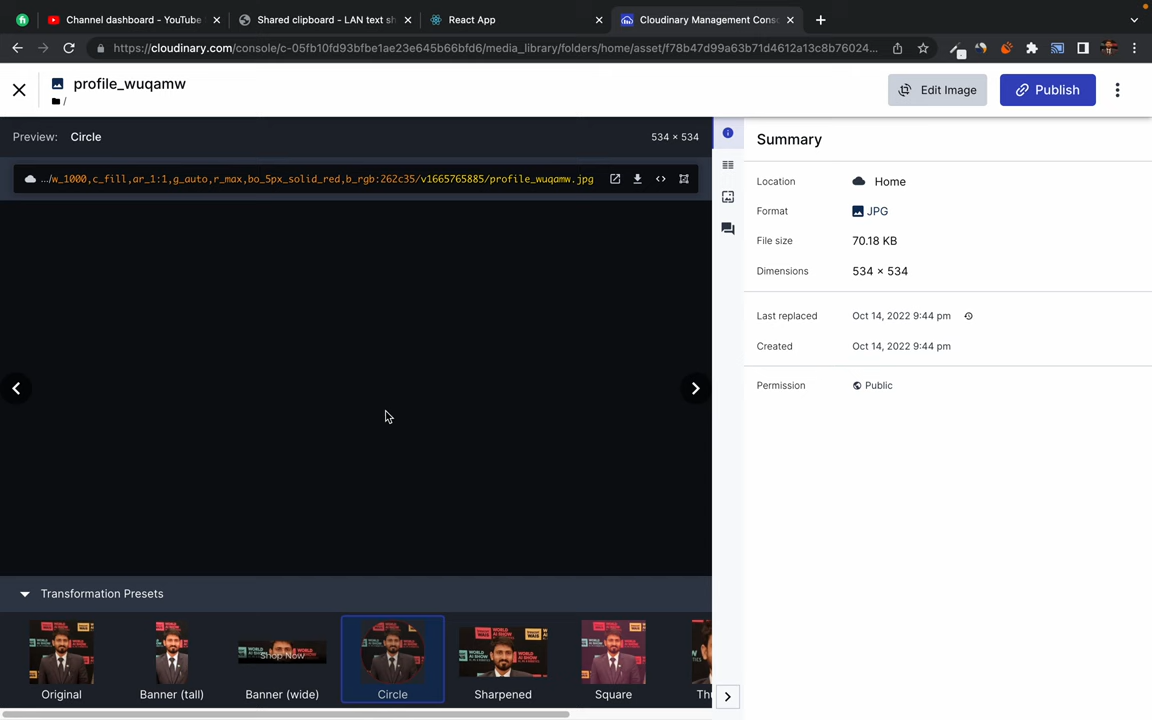 Channel dashboard - YouTube
Shared clipboard - LAN text sh
React App
Cloudinary Management Conso
https://cloudinary.com/console/c-05fb10fd93bfbe1ae23e645b66bfd6/media_library/folders/home/asset/f78b47d99a63b71d4612a13c8b76024...
profile_wuqamw
/
Edit Image
Publish
Preview: Circle
534 × 534
.../w_1000,c_fill,ar_1:1,g_auto,r_max,bo_5px_solid_red,b_rgb:262c35/v1665765885/profile_wuqamw.jpg
Summary
Location Home
Format JPG
File size 70.18 KB
Dimensions 534 × 534
Last replaced Oct 14, 2022 9:44 pm
Created Oct 14, 2022 9:44 pm
Permission Public
Transformation Presets
Shop Now
Original
Banner (tall)
Banner (wide)
Circle
Sharpened
Square
Thu